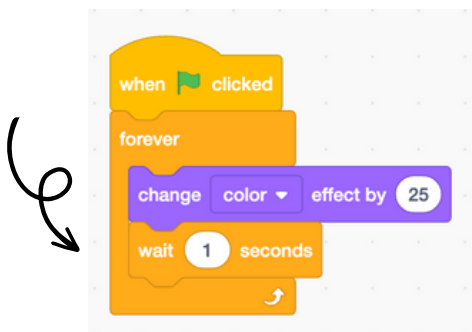 when clicked
forever
change color effect by 25
wait 1 seconds